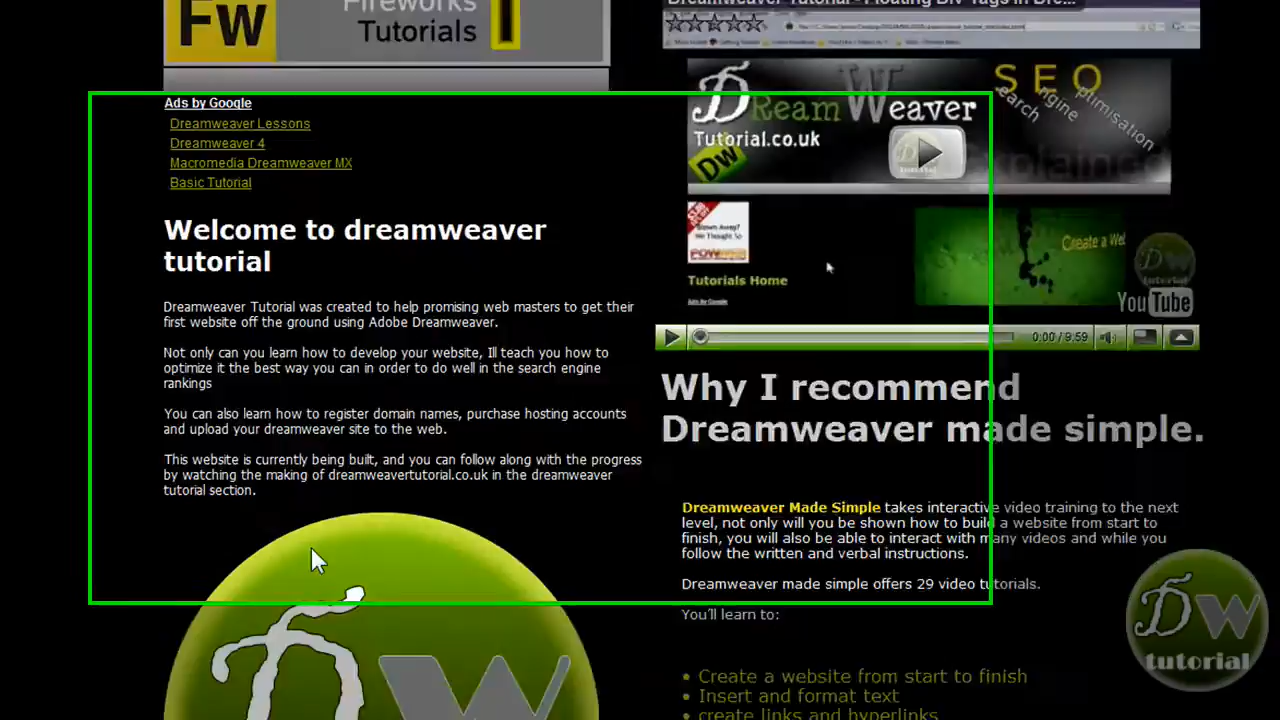 Fw
Fireworks
Tutorials
Ads by Google
Dreamweaver Lessons
Dreamweaver 4
Macromedia Dreamweaver MX
Basic Tutorial
Welcome to dreamweaver
tutorial
Dreamweaver Tutorial was created to help promising web masters to get their
first website off the ground using Adobe Dreamweaver.
Not only can you learn how to develop your website, Ill teach you how to
optimize it the best way you can in order to do well in the search engine
rankings
You can also learn how to register domain names, purchase hosting accounts
and upload your dreamweaver site to the web.
This website is currently being built, and you can follow along with the progress
by watching the making of dreamweavertutorial.co.uk in the dreamweaver
tutorial section.
DW
Dreamweaver Tutorial - Floating Div Tags in Dre...
DreamWeaver
Tutorial.co.uk
Dw
SEO
earch
ngine
ptimisation
explained
Tutorials Home
Ads by Google
Create a Web
DW
You Tube
0:00 / 9:59
Why I recommend
Dreamweaver made simple.
Dreamweaver Made Simple takes interactive video training to the next
level, not only will you be shown how to build a website from start to
finish, you will also be able to interact with many videos and while you
follow the written and verbal instructions.
Dreamweaver made simple offers 29 video tutorials.
You'll learn to:
• Create a website from start to finish
• Insert and format text
• create links and hyperlinks
DW
tutorial